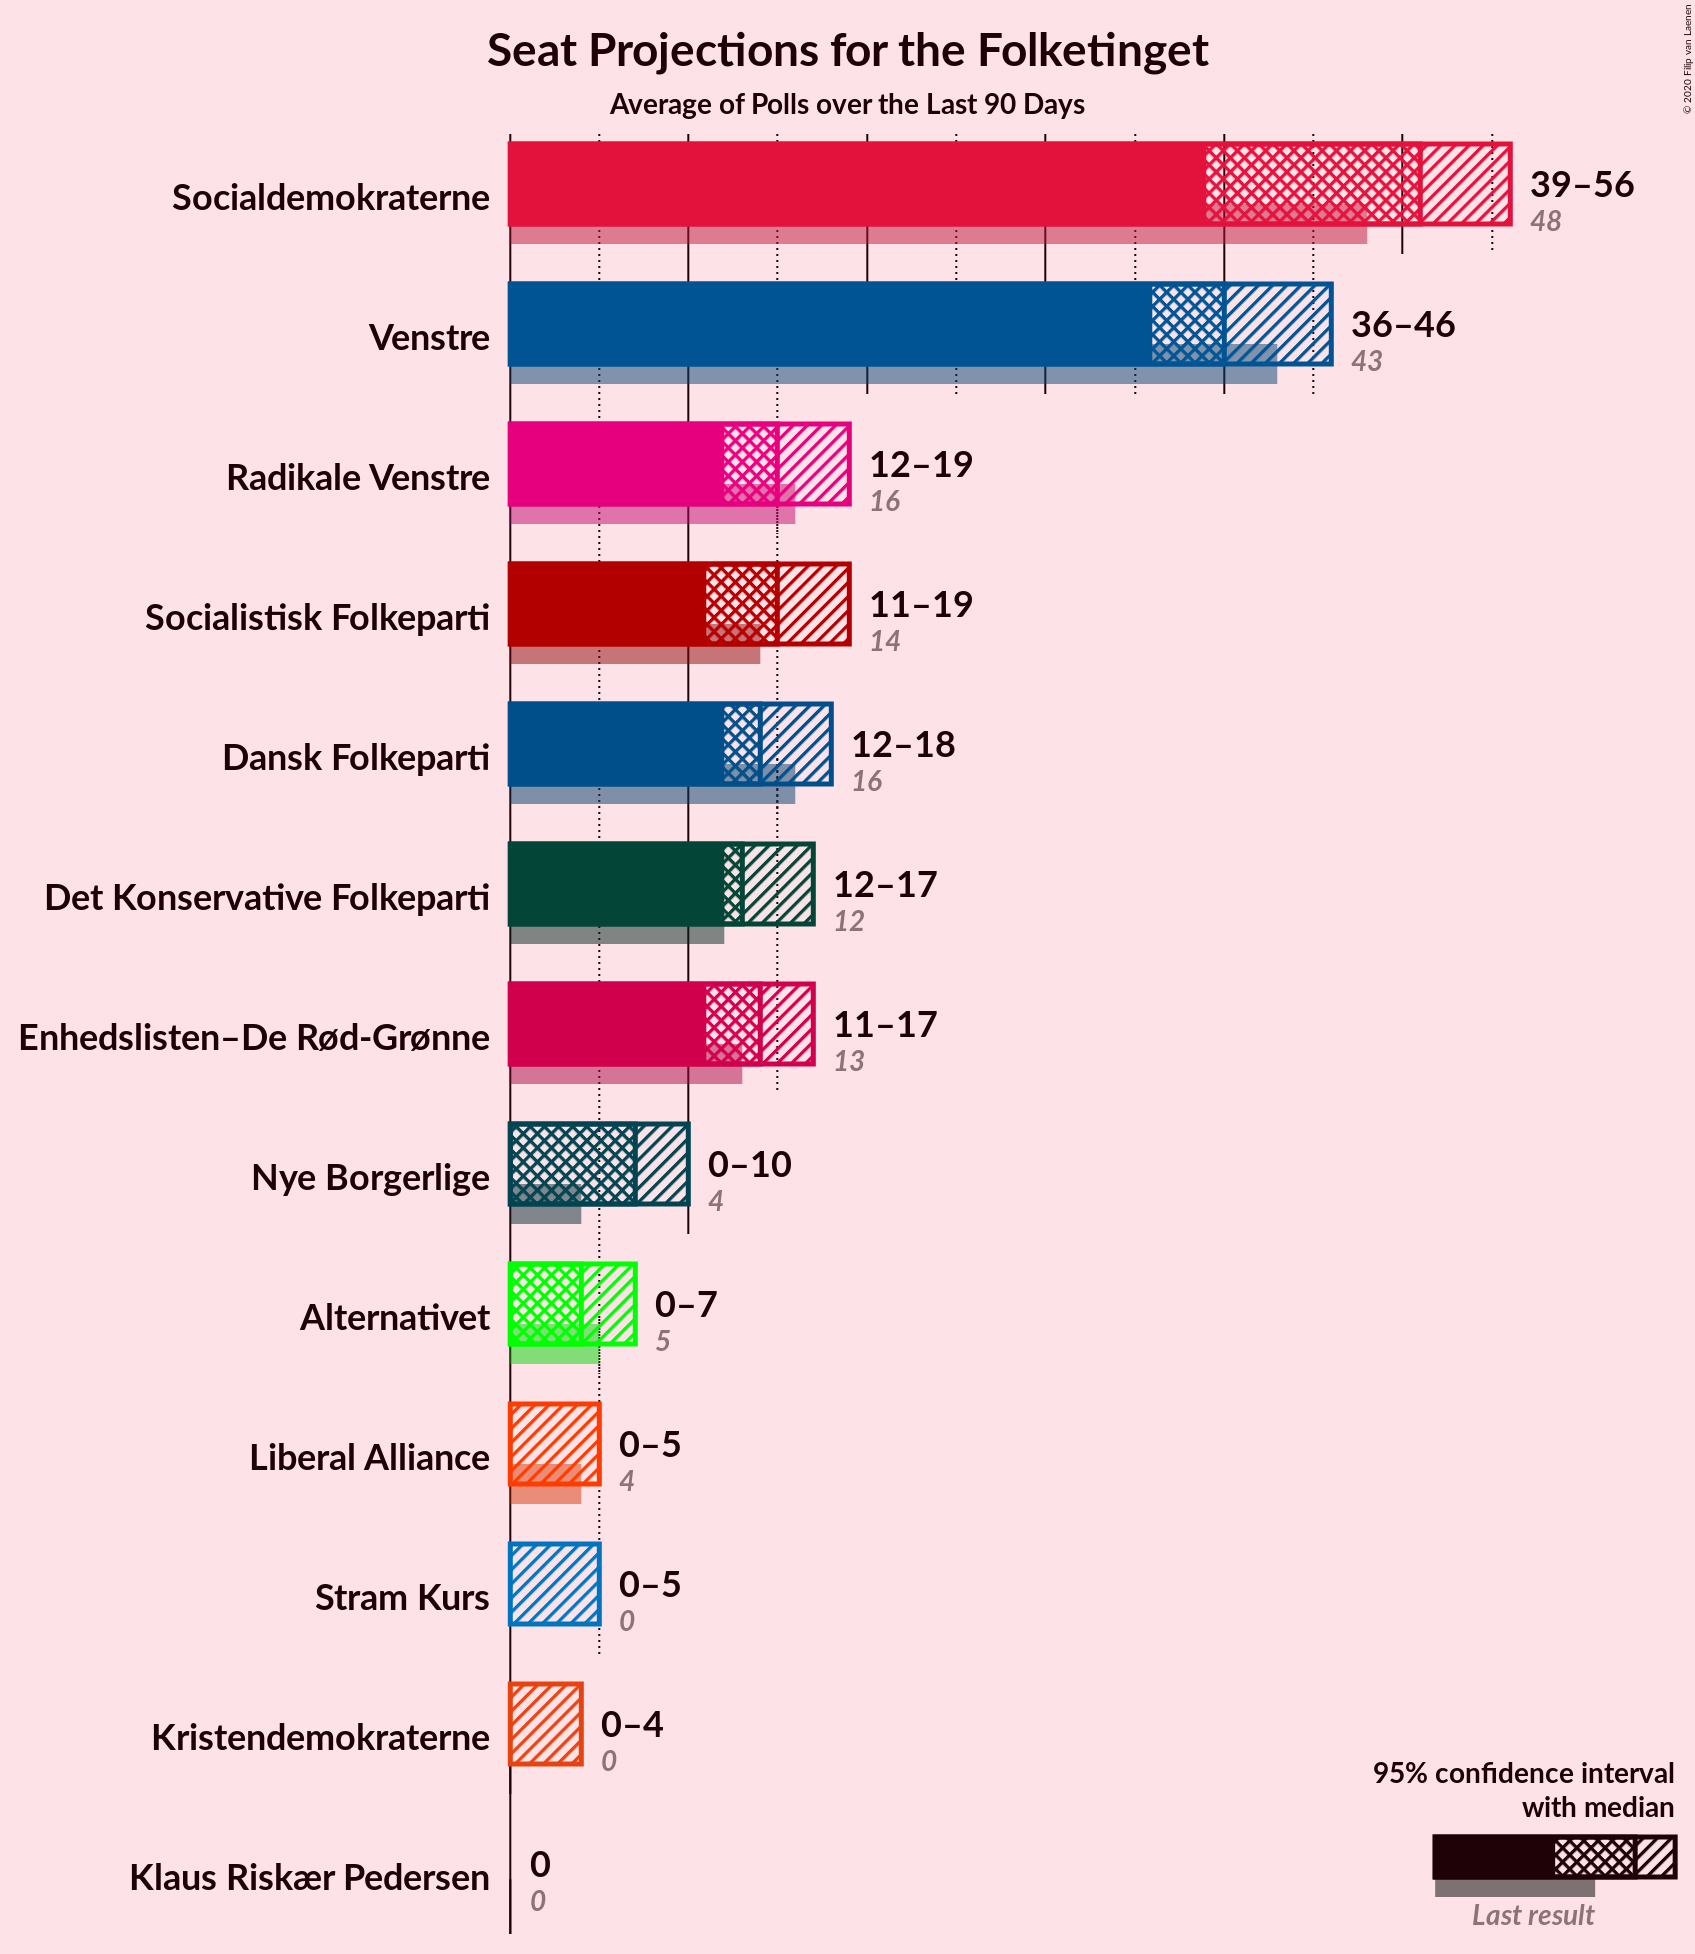 Seat Projections for the Folketinget
Average of Polls over the Last 90 Days
© 2020 Filip van Laenen
Socialdemokraterne
39–56
48
Venstre
36–46
43
Radikale Venstre
12–19
16
Socialistisk Folkeparti
11–19
14
Dansk Folkeparti
12–18
16
Det Konservative Folkeparti
12–17
12
Enhedslisten–De Rød-Grønne
11–17
13
Nye Borgerlige
0–10
4
Alternativet
0–7
5
Liberal Alliance
0–5
4
Stram Kurs
0–5
0
Kristendemokraterne
0–4
0
Klaus Riskær Pedersen
0
0
95% confidence interval
with median
Last result